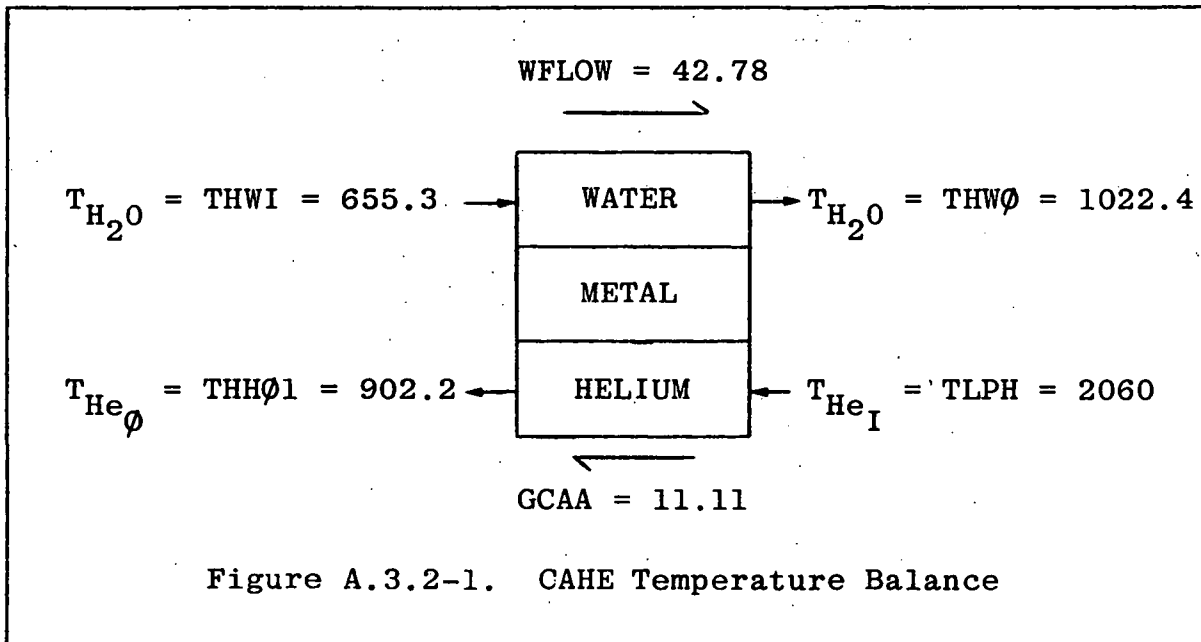 WFLOW = 42.78
T_H₂O = THWI = 655.3
WATER
T_H₂O = THWØ = 1022.4
METAL
T_HeØ = THHØ1 = 902.2
HELIUM
T_HeI = TLPH = 2060
GCAA = 11.11
Figure A.3.2-1. CAHE Temperature Balance